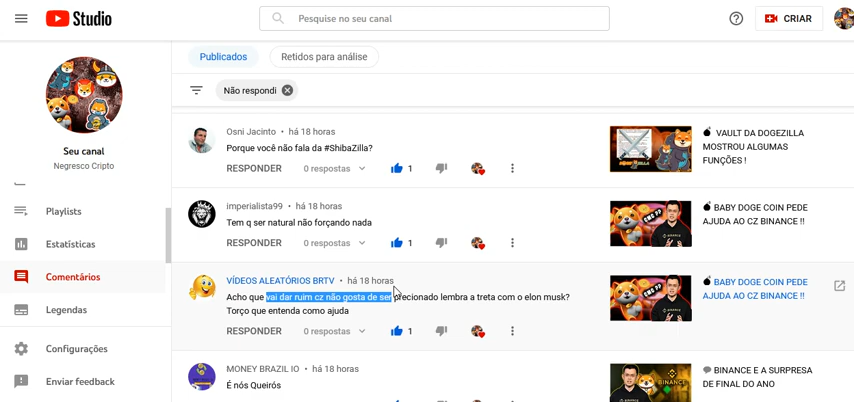 Studio
Pesquise no seu canal
CRIAR
Publicados
Retidos para análise
Não respondi
Seu canal
Negresco Cripto
Playlists
Estatísticas
Comentários
Legendas
Configurações
Enviar feedback
Osni Jacinto • há 18 horas
Porque você não fala da #ShibaZilla?
RESPONDER 0 respostas 1
VAULT DA DOGEZILLA
MOSTROU ALGUMAS
FUNÇÕES !
imperialista99 • há 18 horas
Tem q ser natural não forçando nada
RESPONDER 0 respostas 1
BABY DOGE COIN PEDE
AJUDA AO CZ BINANCE !!
VÍDEOS ALEATÓRIOS BRTV • há 18 horas
Acho que vai dar ruim cz não gosta de ser precionado lembra a treta com o elon musk?
Torço que entenda como ajuda
RESPONDER 0 respostas 1
BABY DOGE COIN PEDE
AJUDA AO CZ BINANCE !!
MONEY BRAZIL IO • há 18 horas
É nós Queirós
BINANCE E A SURPRESA
DE FINAL DO ANO